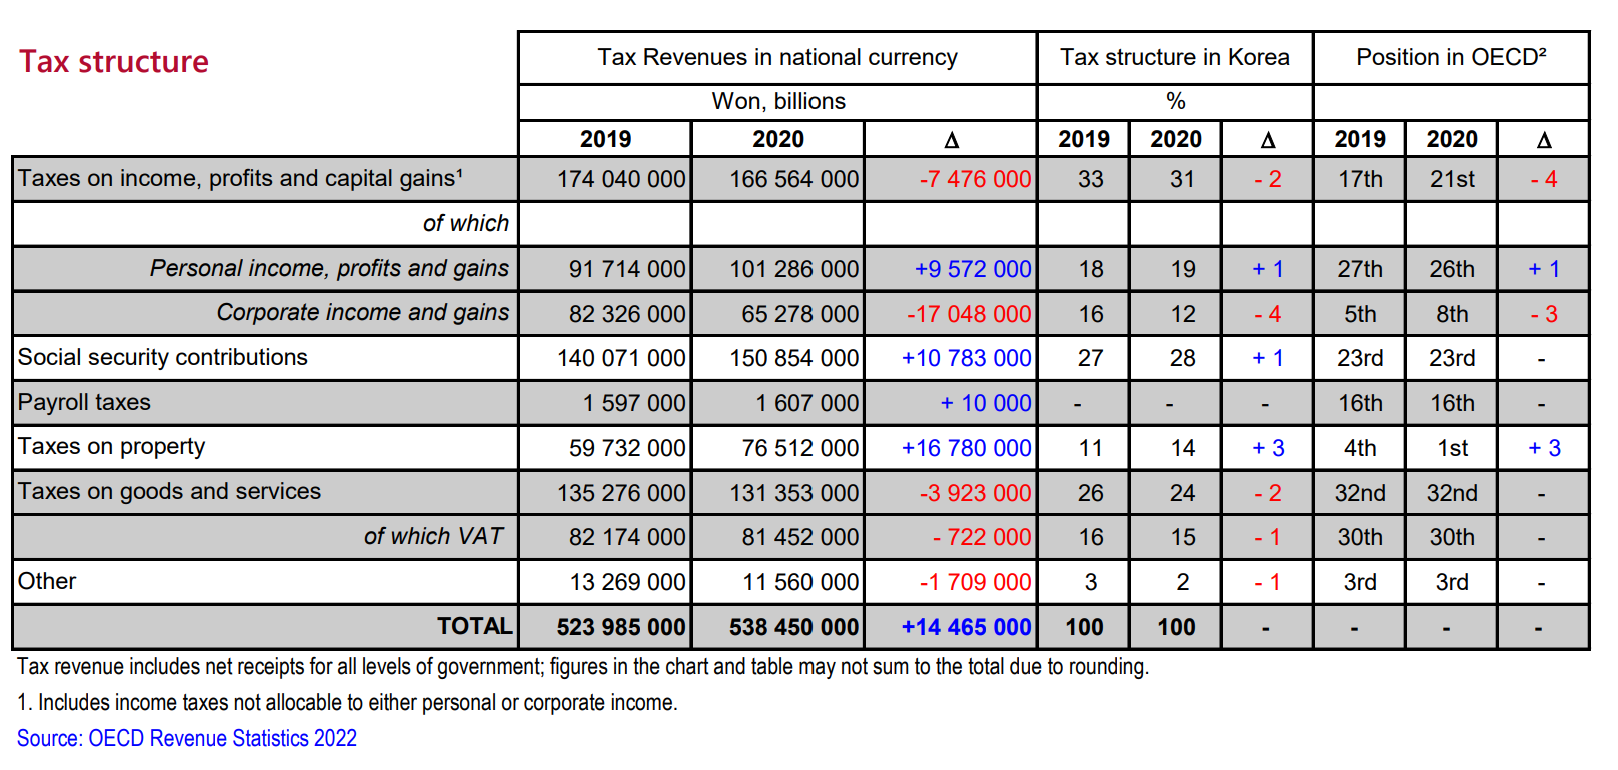 Tax structure
Tax Revenues in national currency Tax structure in Korea Position in OECD²
Won, billions %
2019 2020 Δ 2019 2020 Δ 2019 2020 Δ
Taxes on income, profits and capital gains¹ 174 040 000 166 564 000 -7 476 000 33 31 - 2 17th 21st - 4
of which
Personal income, profits and gains 91 714 000 101 286 000 +9 572 000 18 19 + 1 27th 26th + 1
Corporate income and gains 82 326 000 65 278 000 -17 048 000 16 12 - 4 5th 8th - 3
Social security contributions 140 071 000 150 854 000 +10 783 000 27 28 + 1 23rd 23rd -
Payroll taxes 1 597 000 1 607 000 + 10 000 - - - 16th 16th -
Taxes on property 59 732 000 76 512 000 +16 780 000 11 14 + 3 4th 1st + 3
Taxes on goods and services 135 276 000 131 353 000 -3 923 000 26 24 - 2 32nd 32nd -
of which VAT 82 174 000 81 452 000 - 722 000 16 15 - 1 30th 30th -
Other 13 269 000 11 560 000 -1 709 000 3 2 - 1 3rd 3rd -
TOTAL 523 985 000 538 450 000 +14 465 000 100 100 - - - -
Tax revenue includes net receipts for all levels of government; figures in the chart and table may not sum to the total due to rounding.
1. Includes income taxes not allocable to either personal or corporate income.
Source: OECD Revenue Statistics 2022